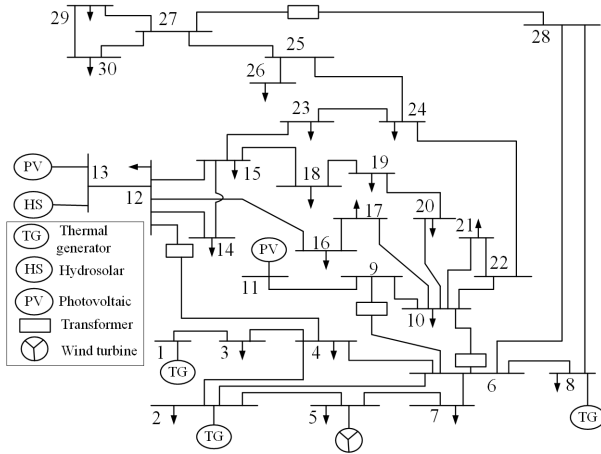 29
27
28
30
25
26
23
24
PV
13
15
18
19
HS
12
17
20
21
TG Thermal
generator
14
16
PV
9
22
HS Hydrosolar
11
10
PV Photovoltaic
Transformer
1
3
4
6
8
Wind turbine
TG
2
5
7
TG
TG